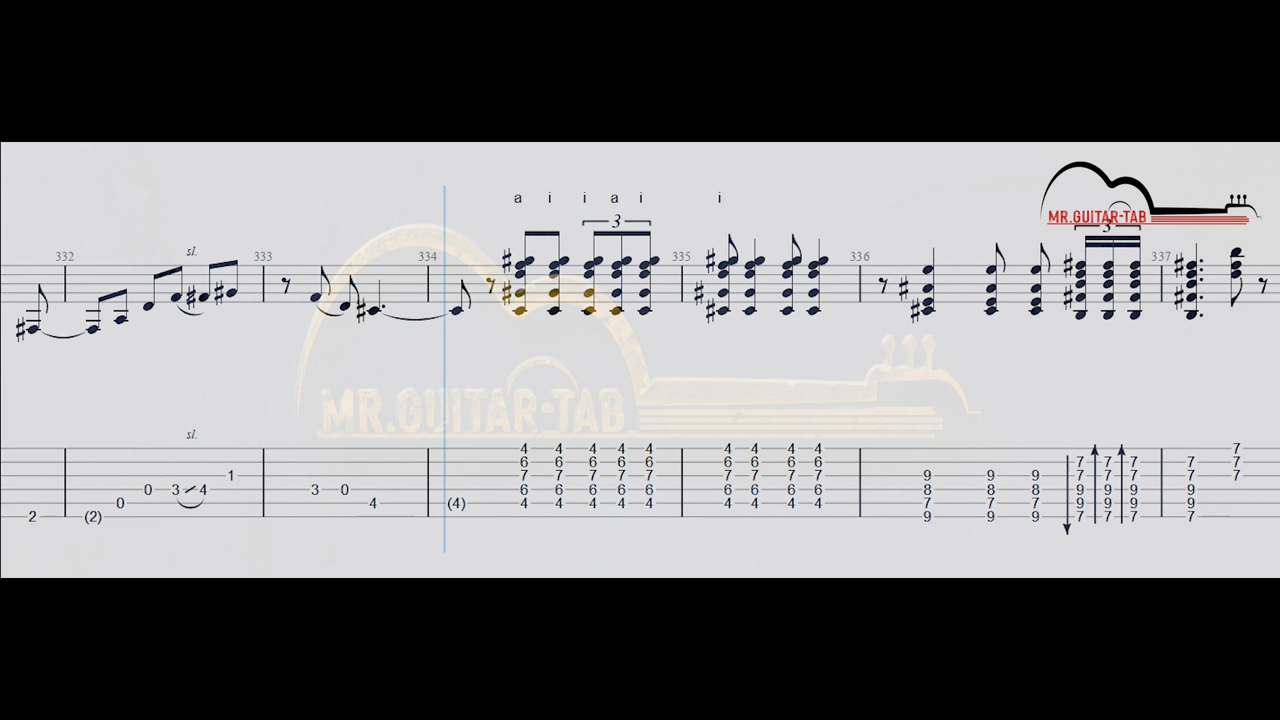 a i i a i i
3
MR.GUITAR-TAB
3
332 sl. 333 334 335 336 337
MR.GUITAR-TAB
sl.
4 4 4 4 4 4 4 4 4 7
6 6 6 6 6 6 6 6 6 7 7 7 7 7
1 7 7 7 7 7 7 7 7 7 9 9 9 7 7 7 7 7
0 3 4 3 0 6 6 6 6 6 6 6 6 6 8 8 8 9 9 9 9
0 4 (4) 4 4 4 4 4 4 4 4 4 7 7 7 9 9 9 9
2 (2) 9 9 9 7 7 7 7